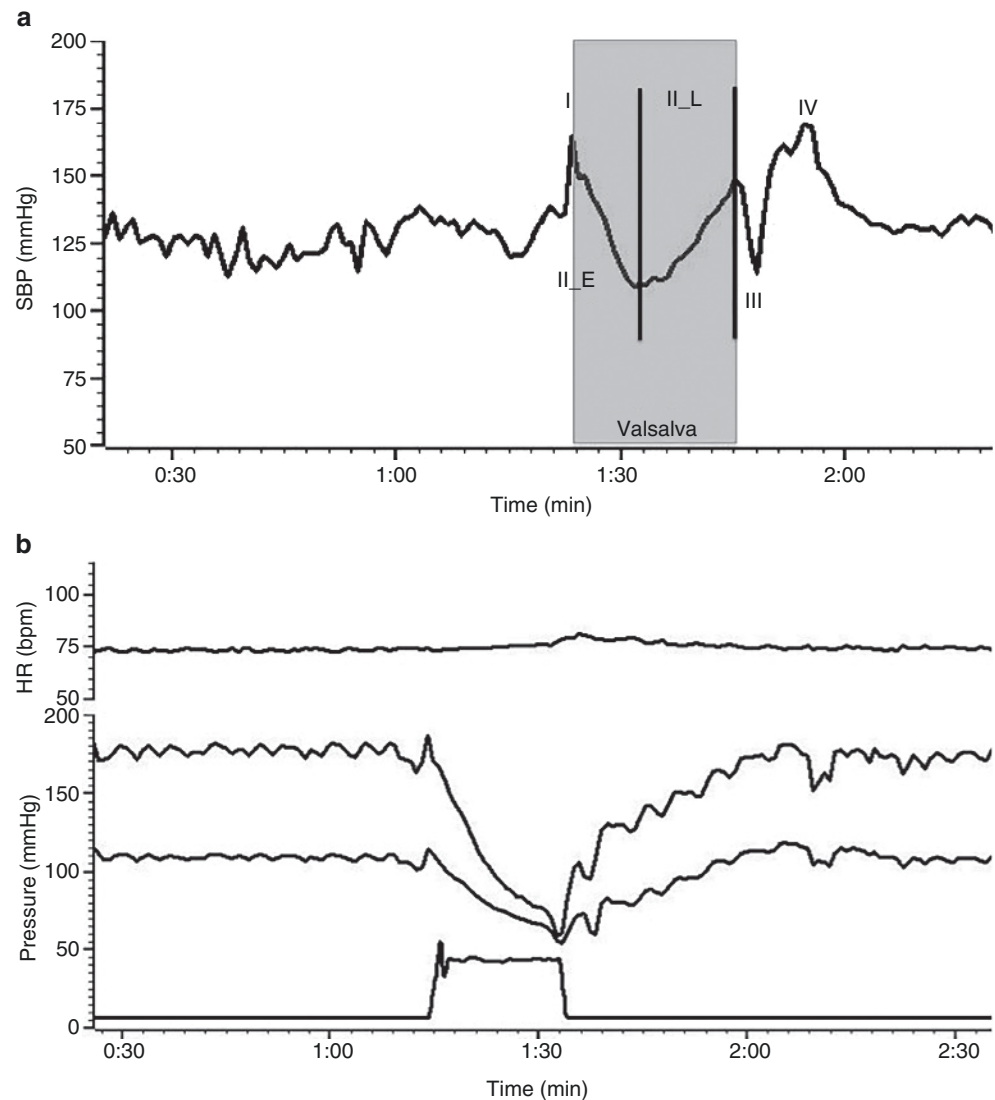 a
200
175
150
125
100
75
50
SBP (mmHg)
I
II_E
II_L
III
IV
Valsalva
0:30 1:00 1:30 2:00
Time (min)
b
100
75
50
HR (bpm)
200
150
100
50
0
Pressure (mmHg)
0:30 1:00 1:30 2:00 2:30
Time (min)